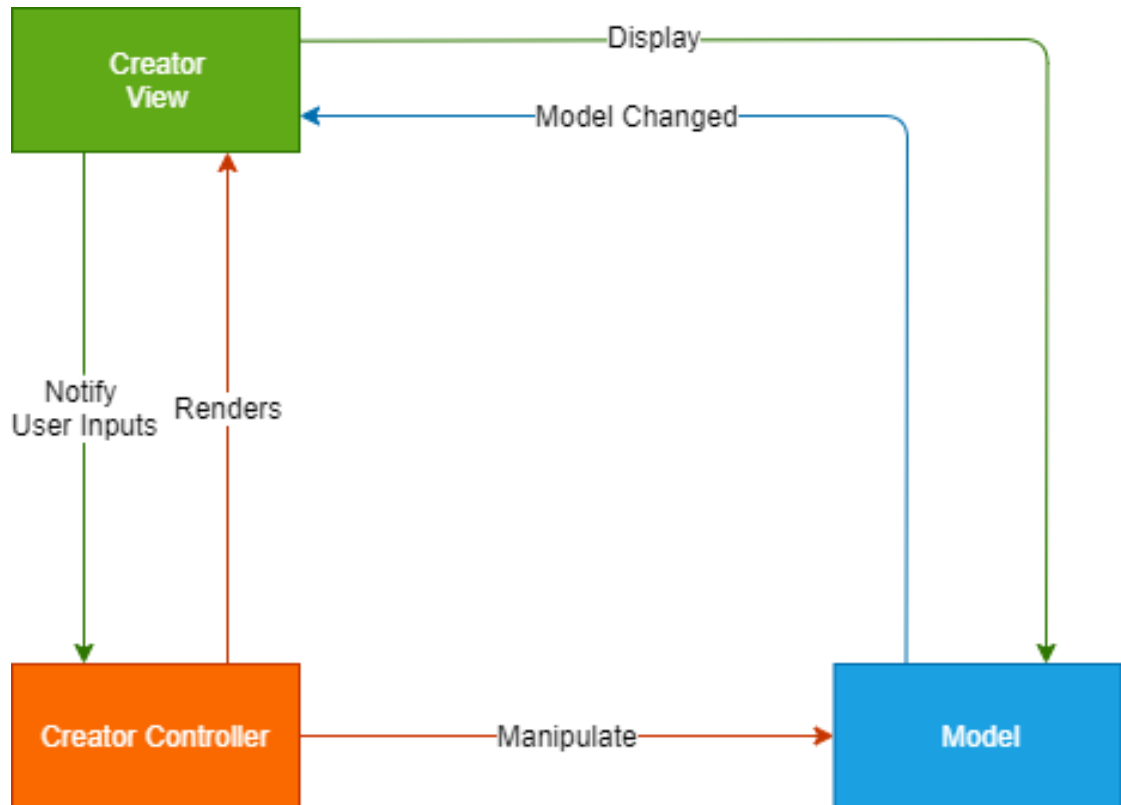 Creator
View
Display
Model Changed
Notify
User Inputs
Renders
Creator Controller
Manipulate
Model